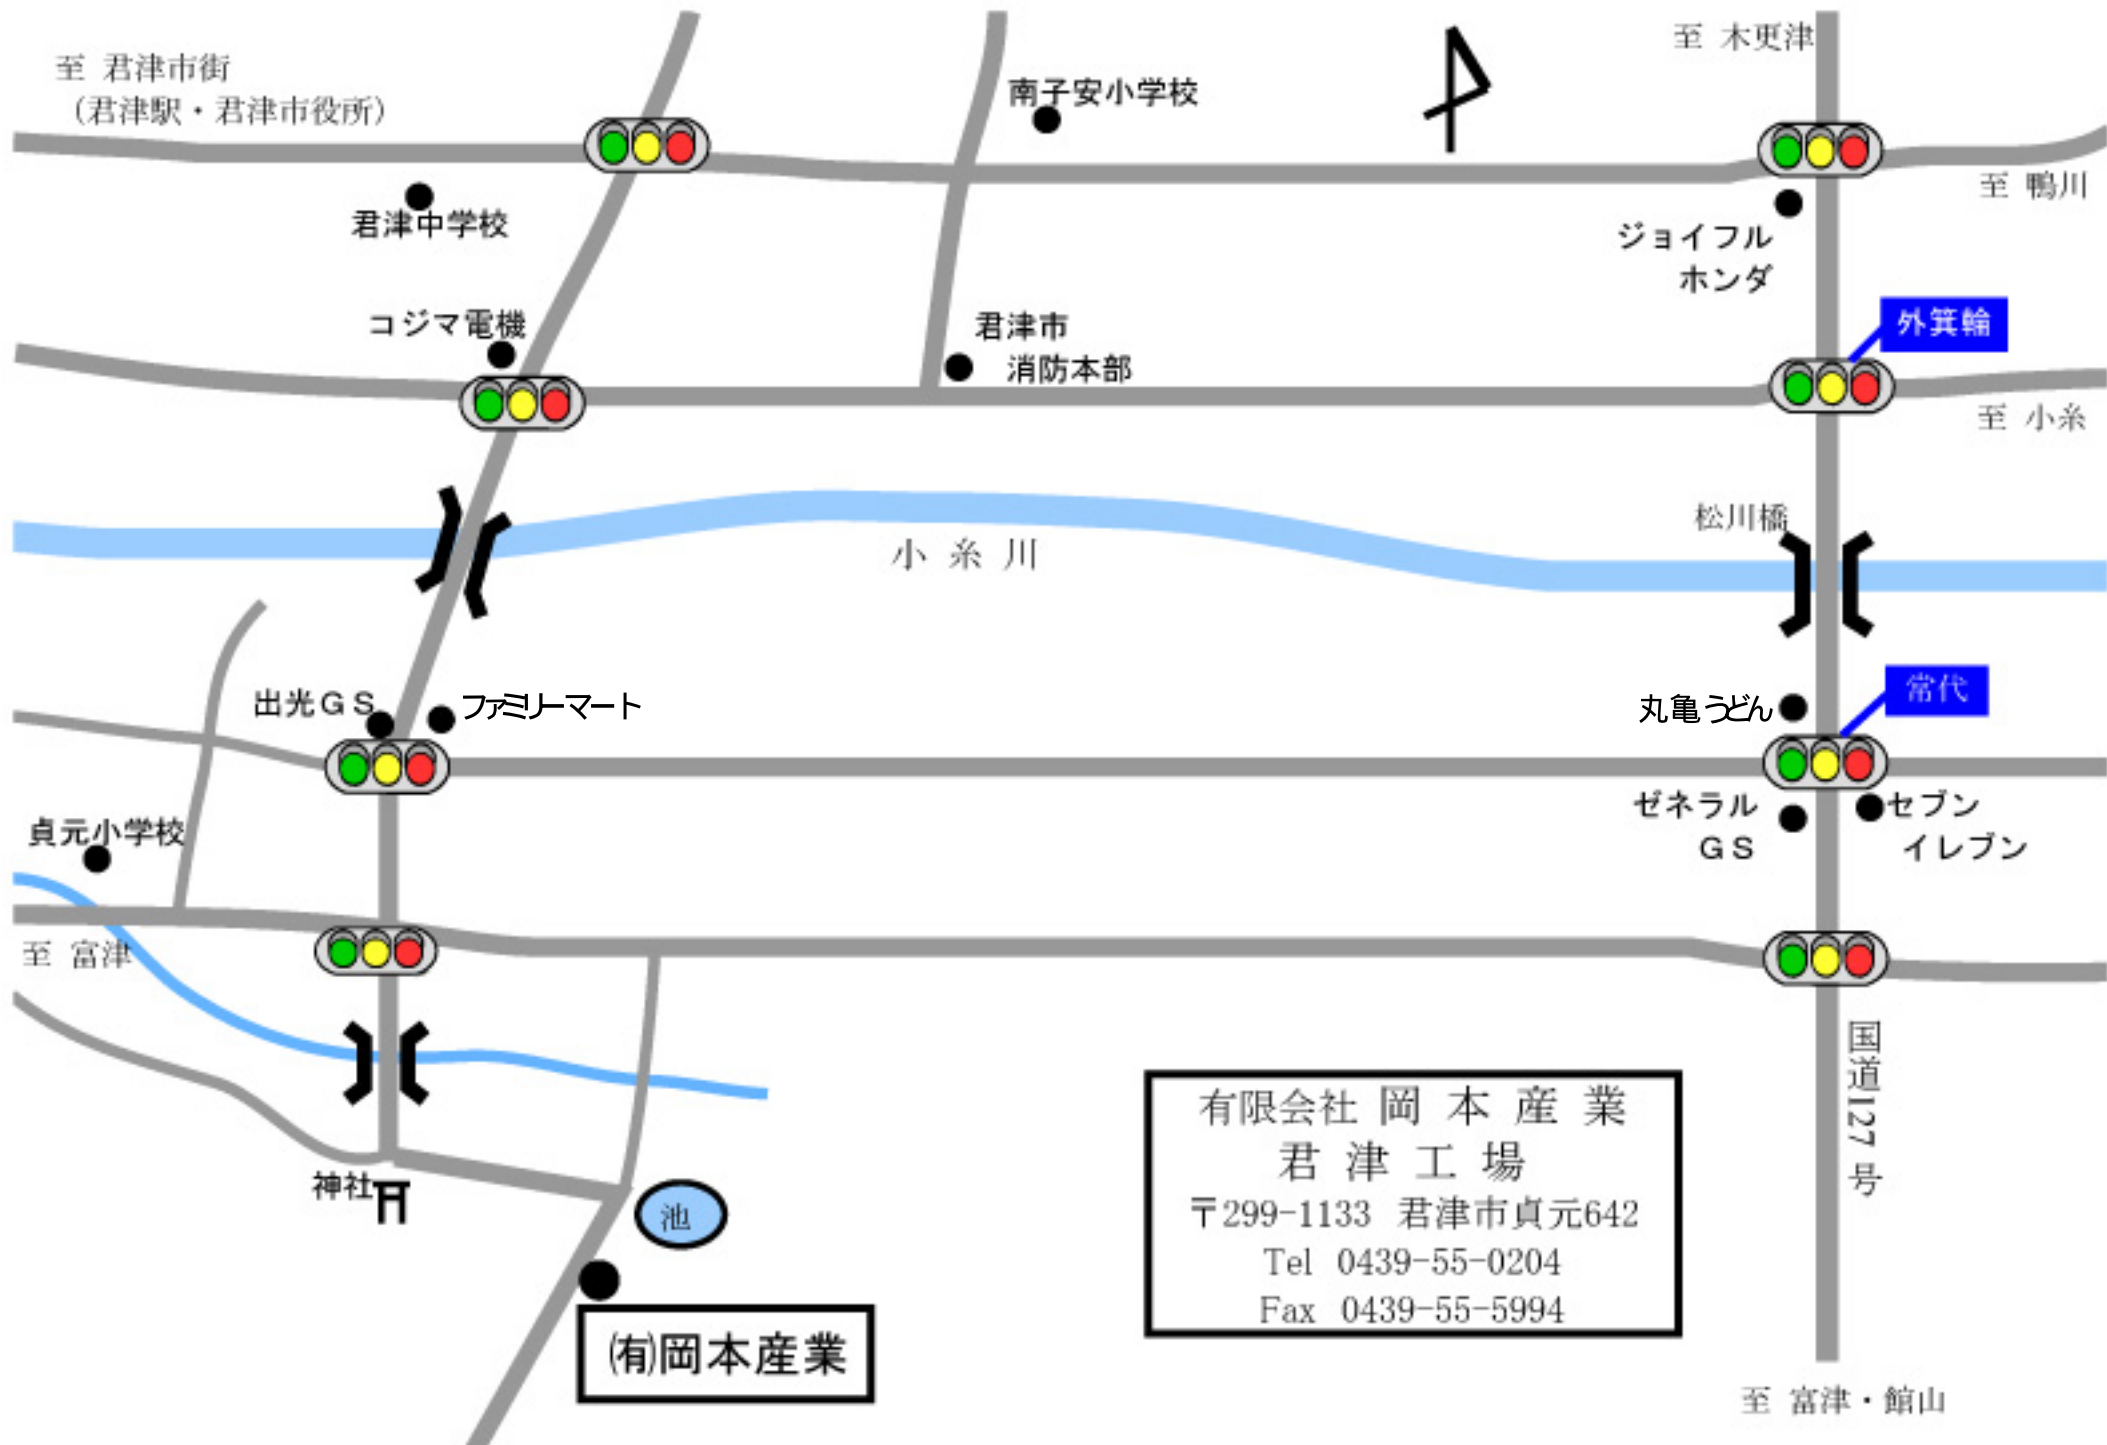 至 木更津
至 君津市街
（君津駅・君津市役所）
南子安小学校
至 鴨川
君津中学校
ジョイフル
ホンダ
コジマ電機
君津市
消防本部
外箕輪
至 小糸
松川橋
小 糸 川
出光ＧＳ
ファミリーマート
丸亀うどん
常代
ゼネラル
ＧＳ
セブン
イレブン
貞元小学校
至 富津
国道127号
神社
池
㈲岡本産業
有限会社 岡 本 産 業
君 津 工 場
〒299-1133 君津市貞元642
Tel 0439-55-0204
Fax 0439-55-5994
至 富津・館山